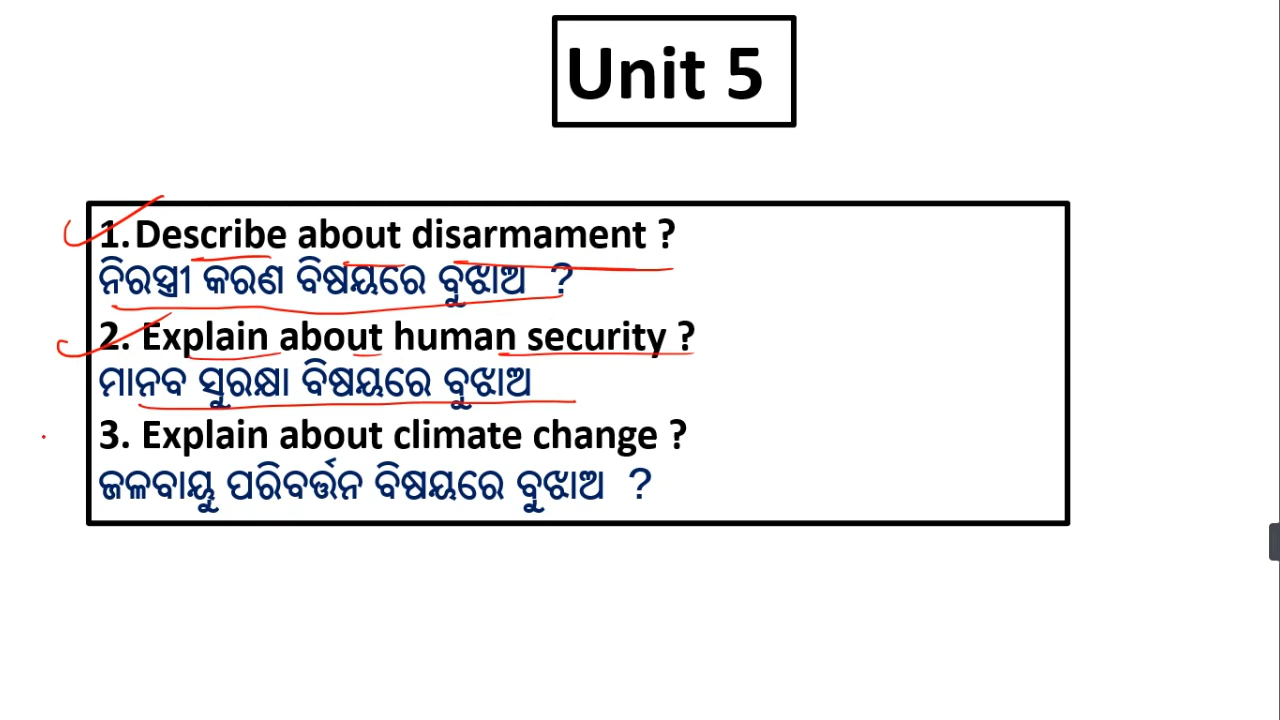 Unit 5
1. Describe about disarmament ?
ନିରସ୍ତ୍ରୀ କରଣ ବିଷୟରେ ବୁଝାଅ ?
2. Explain about human security ?
ମାନବ ସୁରକ୍ଷା ବିଷୟରେ ବୁଝାଅ
3. Explain about climate change ?
ଜଳବାୟୁ ପରିବର୍ତ୍ତନ ବିଷୟରେ ବୁଝାଅ ?